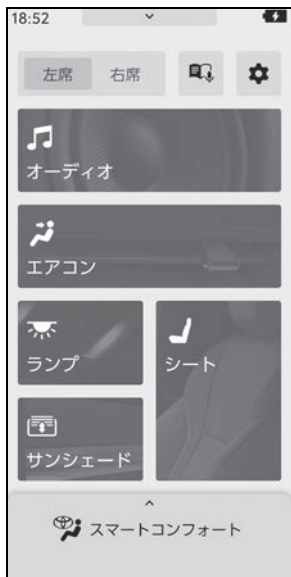 18:52
左席 右席
オーディオ
エアコン
ランプ
シート
サンシェード
スマートコンフォート